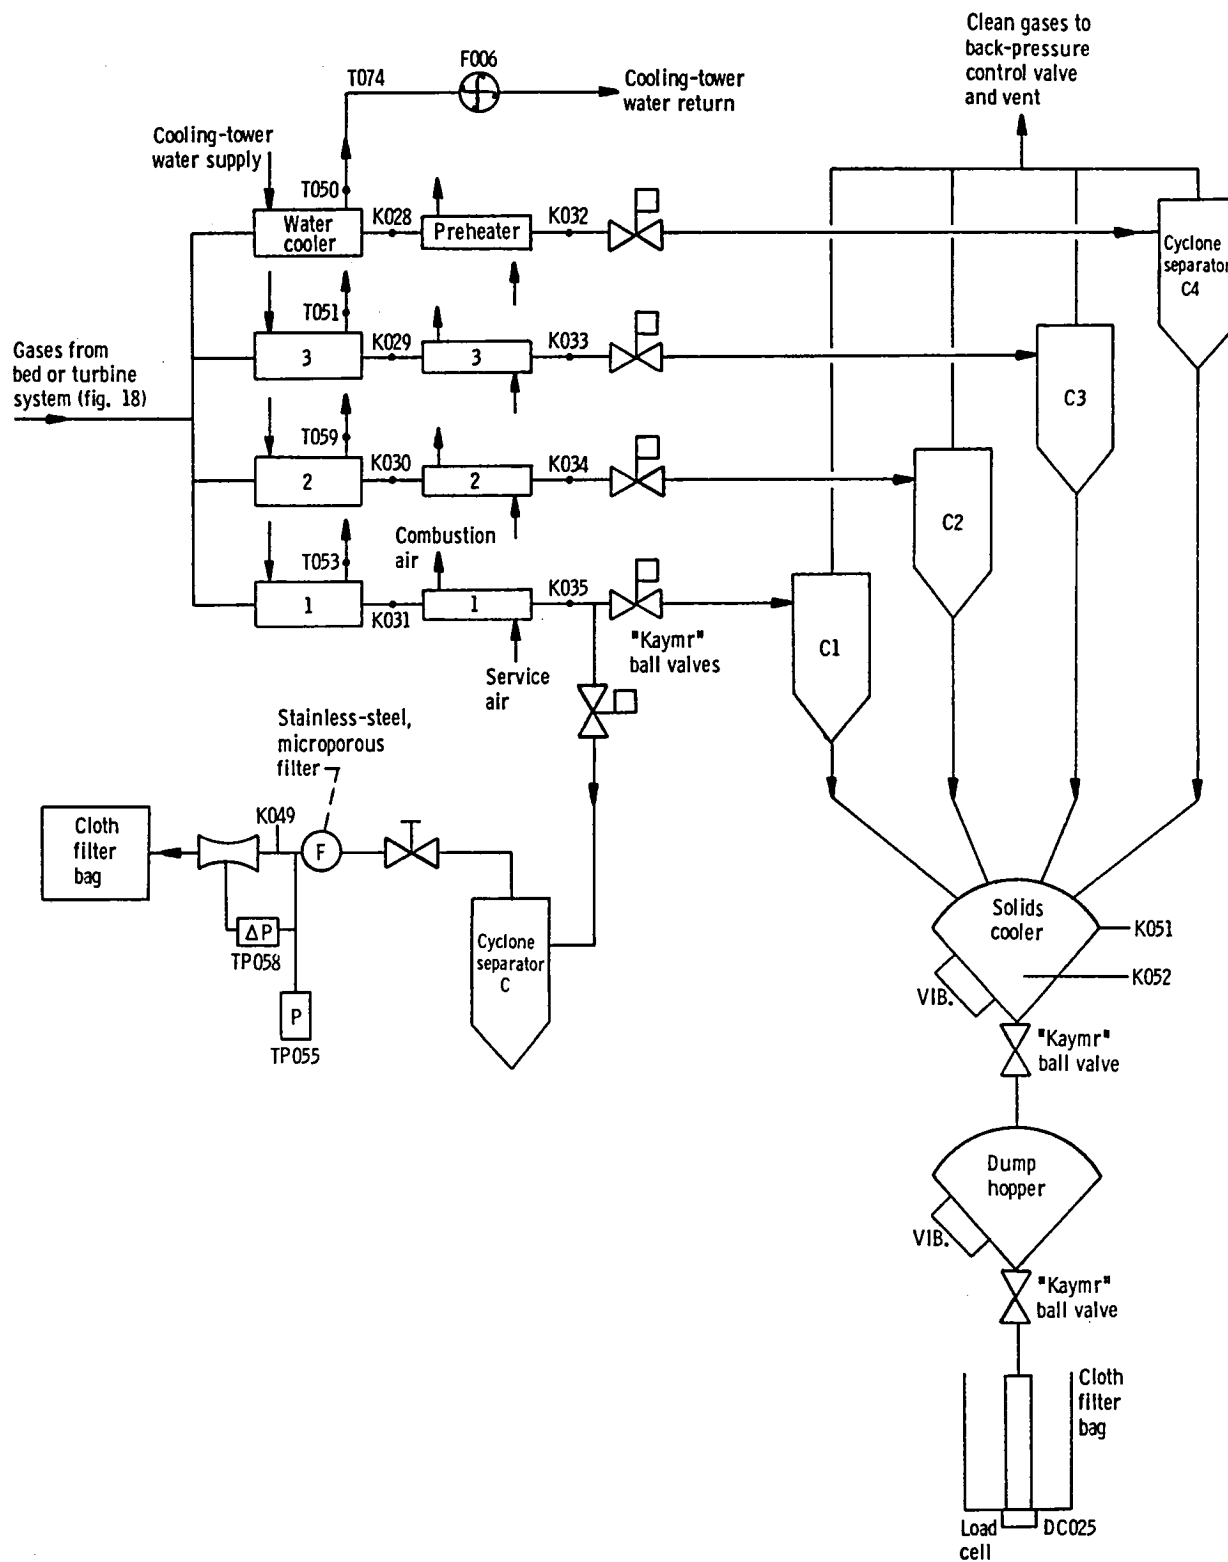 Clean gases to
back-pressure
control valve
and vent
F006
T074
Cooling-tower
water return
Cooling-tower
water supply
T050
Water
cooler
K028
Preheater
K032
Cyclone
separator
C4
T051
3
K029
3
K033
C3
Gases from
bed or turbine
system (fig. 18)
T059
2
K030
2
K034
C2
Combustion
air
T053
1
K031
1
K035
"Kaymr"
ball valves
C1
Service
air
Stainless-steel,
microporous
filter
Cloth
filter
bag
K049
F
ΔP
TP058
P
TP055
Cyclone
separator
C
Solids
cooler
K051
K052
VIB.
"Kaymr"
ball valve
Dump
hopper
VIB.
"Kaymr"
ball valve
Cloth
filter
bag
Load
cell
DC025